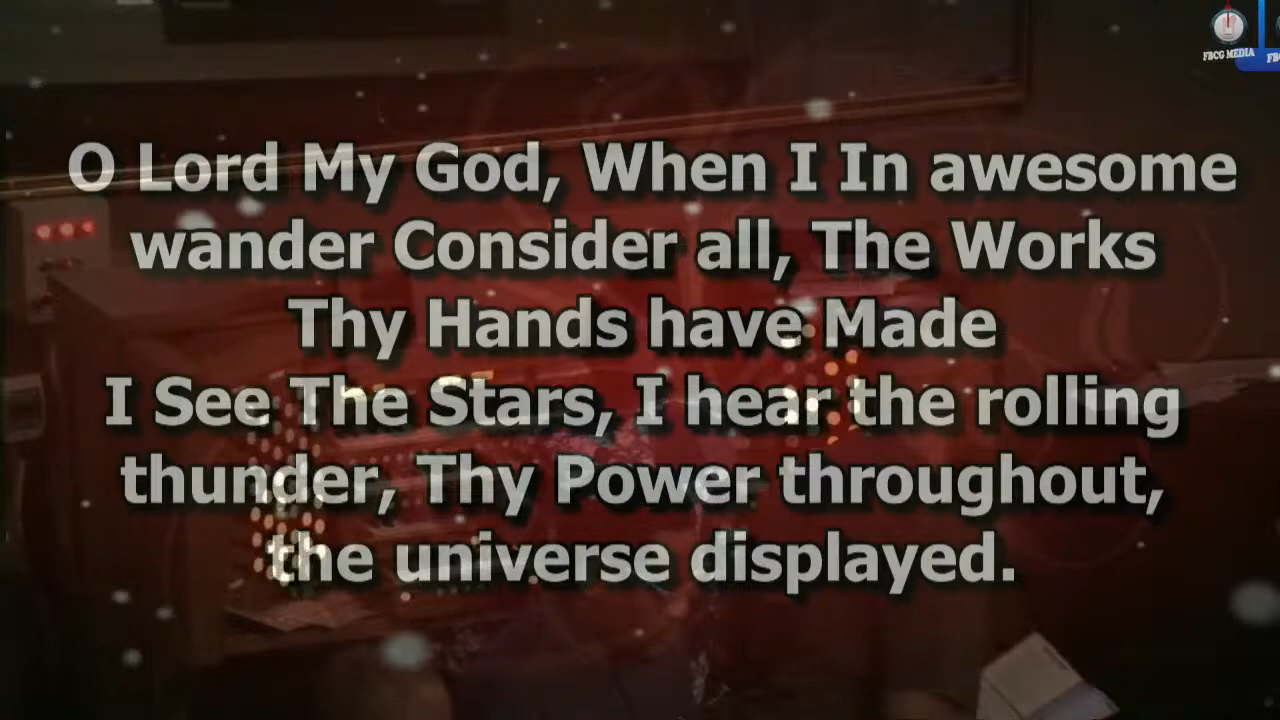 FBCG MEDIA
O Lord My God, When I In awesome
wander Consider all, The Works
Thy Hands have Made
I See The Stars, I hear the rolling
thunder, Thy Power throughout,
the universe displayed.